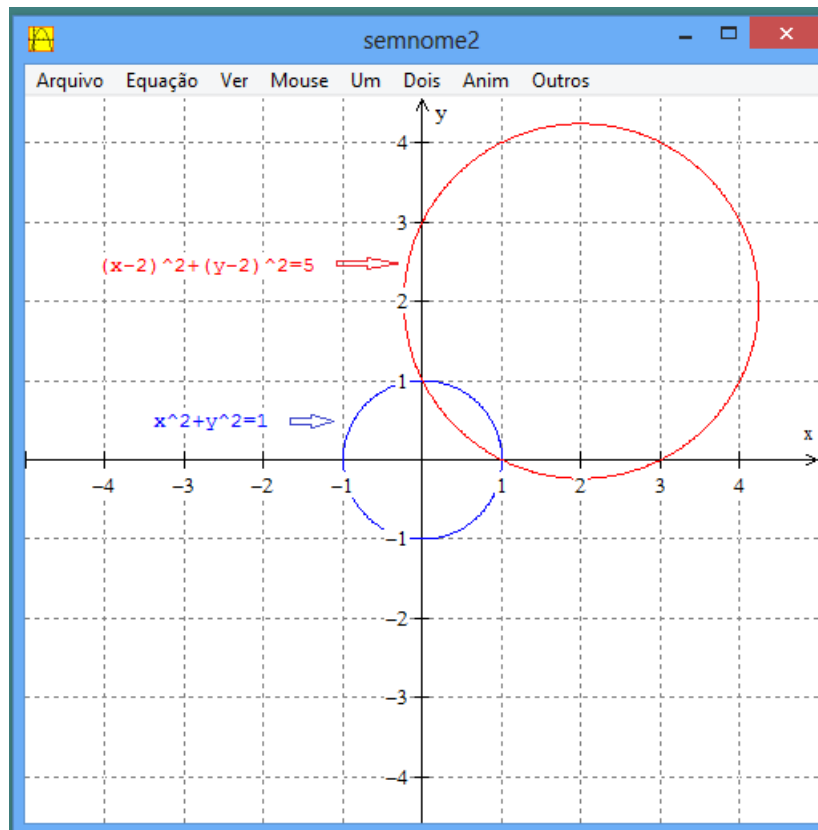 semnome2
Arquivo Equação Ver Mouse Um Dois Anim Outros
y
4
3
(x-2)^2+(y-2)^2=5
2
1
x^2+y^2=1
x
−4 −3 −2 −1 1 2 3 4
−1
−2
−3
−4